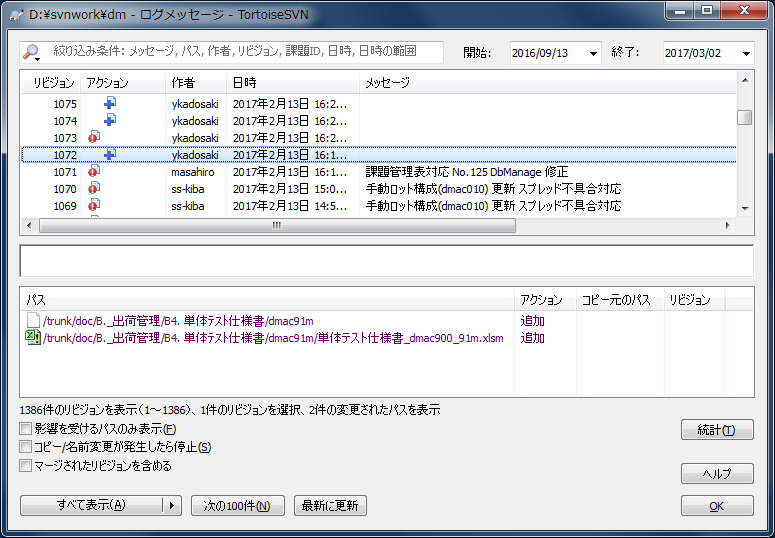 D:¥svnwork¥dm - ログメッセージ - TortoiseSVN
絞り込み条件: メッセージ, パス, 作者, リビジョン, 課題ID, 日時, 日時の範囲 開始: 2016/09/13 終了: 2017/03/02
リビジョン アクション 作者 日時 メッセージ
1075 ykadosaki 2017年2月13日 16:2...
1074 ykadosaki 2017年2月13日 16:2...
1073 ykadosaki 2017年2月13日 16:2...
1072 ykadosaki 2017年2月13日 16:1...
1071 masahiro 2017年2月13日 16:1... 課題管理表対応 No.125 DbManage 修正
1070 ss-kiba 2017年2月13日 15:0... 手動ロット構成(dmac010) 更新 スプレッド不具合対応
1069 ss-kiba 2017年2月13日 14:5... 手動ロット構成(dmac010) 更新 スプレッド不具合対応
パス アクション コピー元のパス リビジョン
/trunk/doc/B._出荷管理/B4. 単体テスト仕様書/dmac91m 追加
/trunk/doc/B._出荷管理/B4. 単体テスト仕様書/dmac91m/単体テスト仕様書_dmac900_91m.xlsm 追加
1386件のリビジョンを表示(1～1386)、1件のリビジョンを選択、2件の変更されたパスを表示
影響を受けるパスのみ表示(F)
統計(T)
コピー/名前変更が発生したら停止(S)
マージされたリビジョンを含める
ヘルプ
すべて表示(A) 次の100件(N) 最新に更新 OK